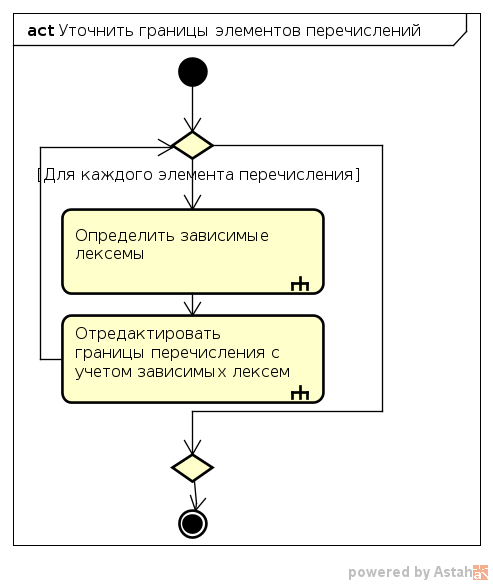 act Уточнить границы элементов перечислений
[Для каждого элемента перечисления]
Определить зависимые
лексемы
Отредактировать
границы перечисления с
учетом зависимых лексем
powered by Astah